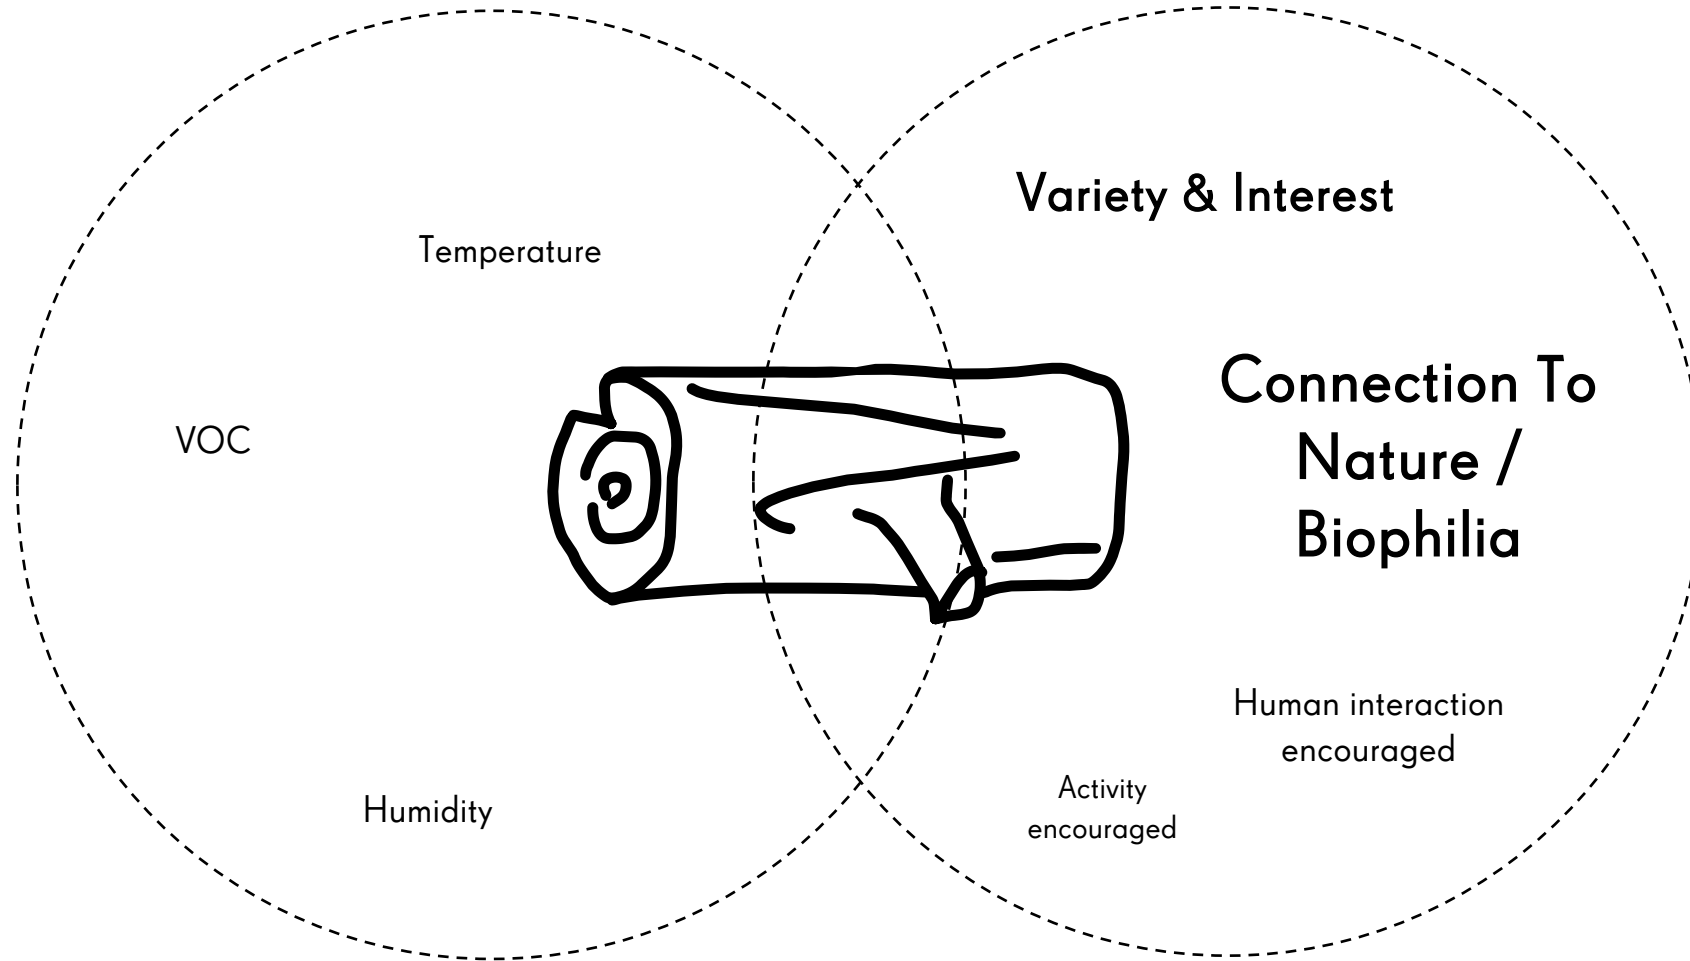 Temperature
VOC
Humidity
Variety & Interest
Connection To
Nature /
Biophilia
Human interaction
encouraged
Activity
encouraged